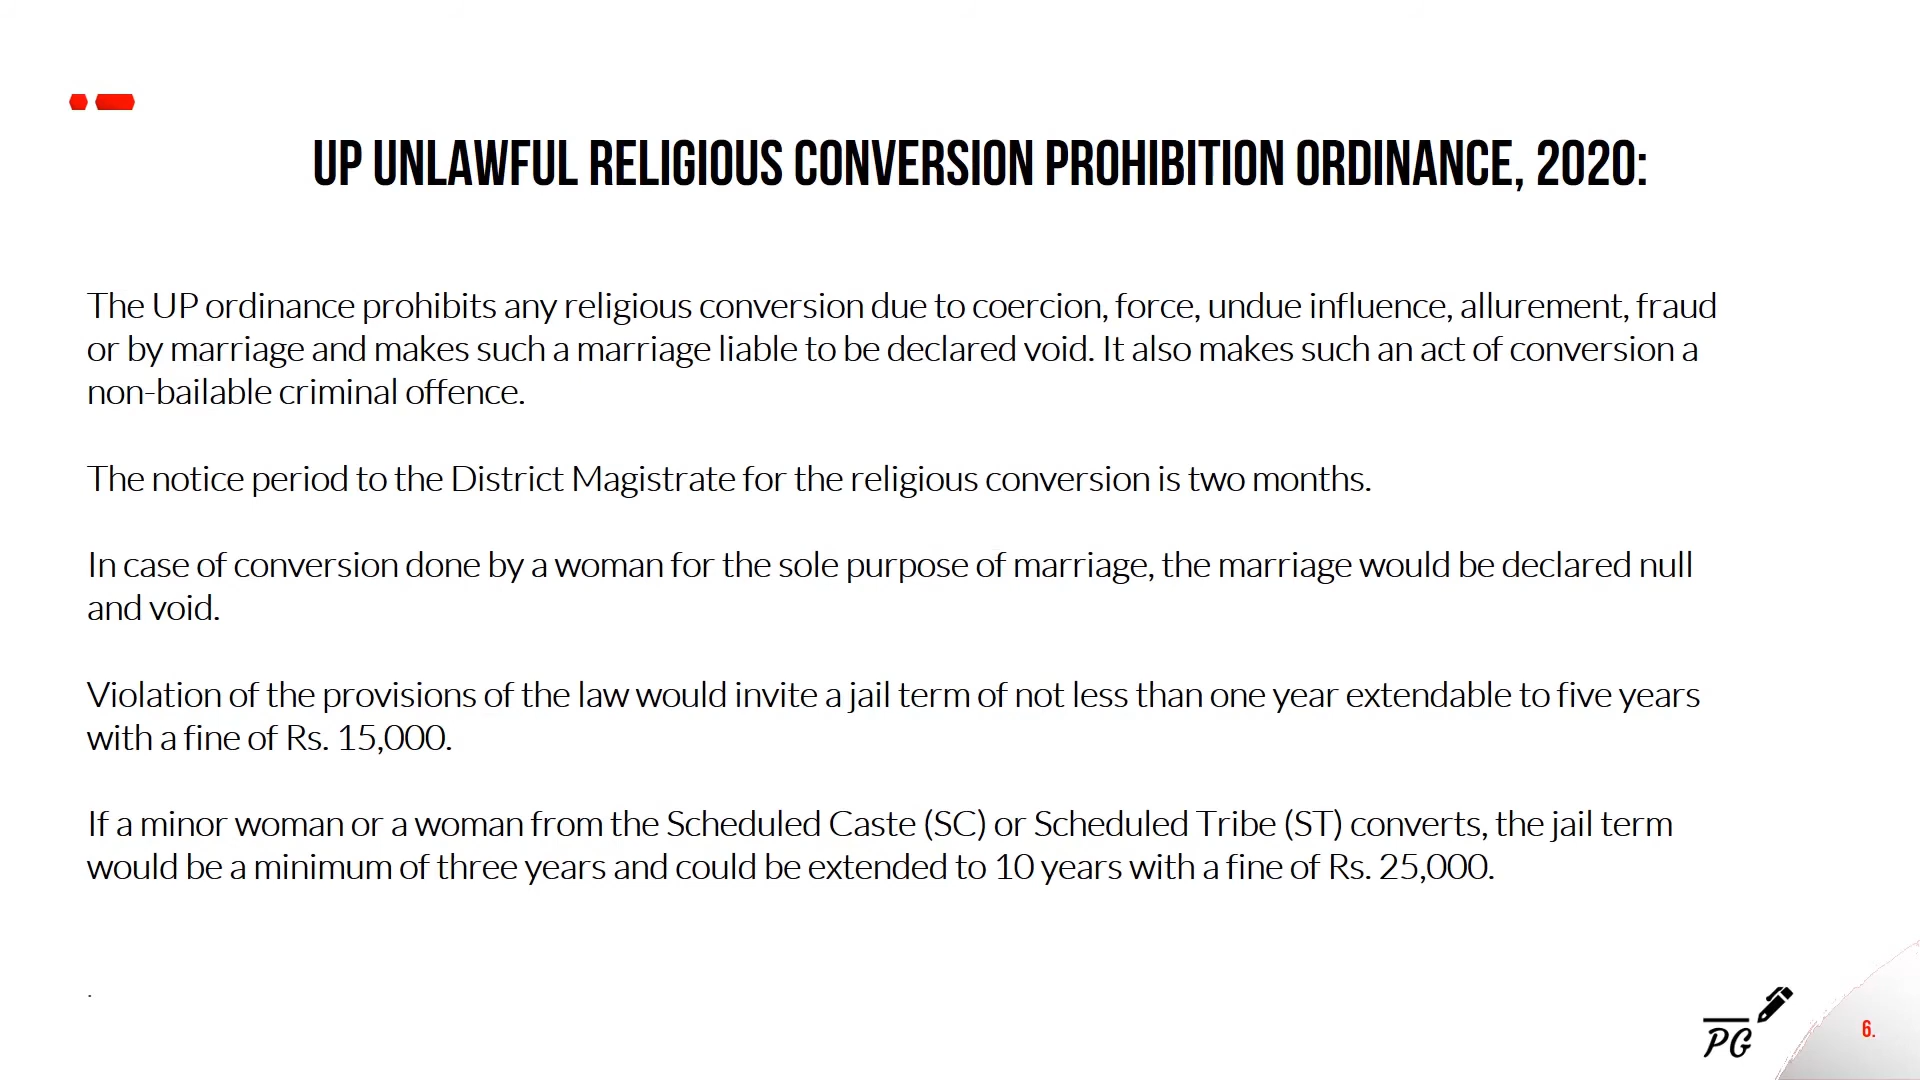 UP UNLAWFUL RELIGIOUS CONVERSION PROHIBITION ORDINANCE, 2020:
The UP ordinance prohibits any religious conversion due to coercion, force, undue influence, allurement, fraud
or by marriage and makes such a marriage liable to be declared void. It also makes such an act of conversion a
non-bailable criminal offence.
The notice period to the District Magistrate for the religious conversion is two months.
In case of conversion done by a woman for the sole purpose of marriage, the marriage would be declared null
and void.
Violation of the provisions of the law would invite a jail term of not less than one year extendable to five years
with a fine of Rs. 15,000.
If a minor woman or a woman from the Scheduled Caste (SC) or Scheduled Tribe (ST) converts, the jail term
would be a minimum of three years and could be extended to 10 years with a fine of Rs. 25,000.
.
PG
6.